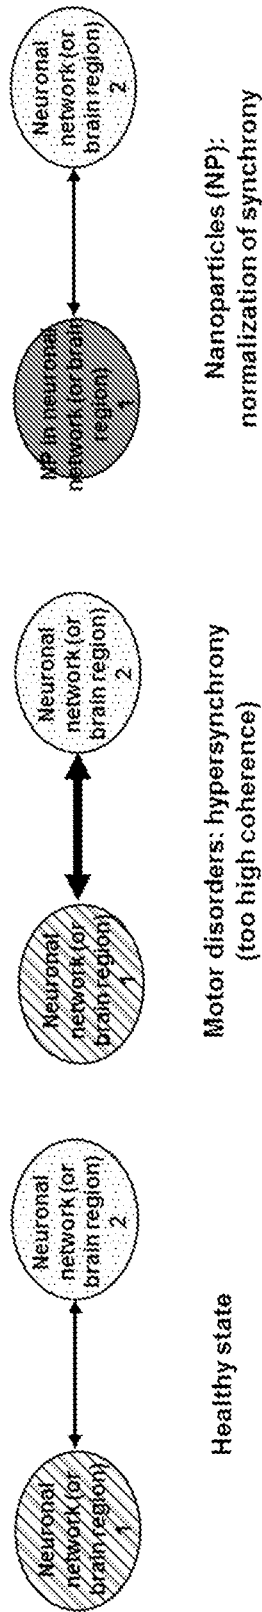 Neuronal
network (or
brain region)
1
Neuronal
network (or
brain region)
2
Healthy state
Neuronal
network (or
brain region)
1
Neuronal
network (or
brain region)
2
Motor disorders: hypersynchrony
(too high coherence)
NP in neuronal
network (or brain
region)
1
Neuronal
network (or
brain region)
2
Nanoparticles (NP):
normalization of synchrony